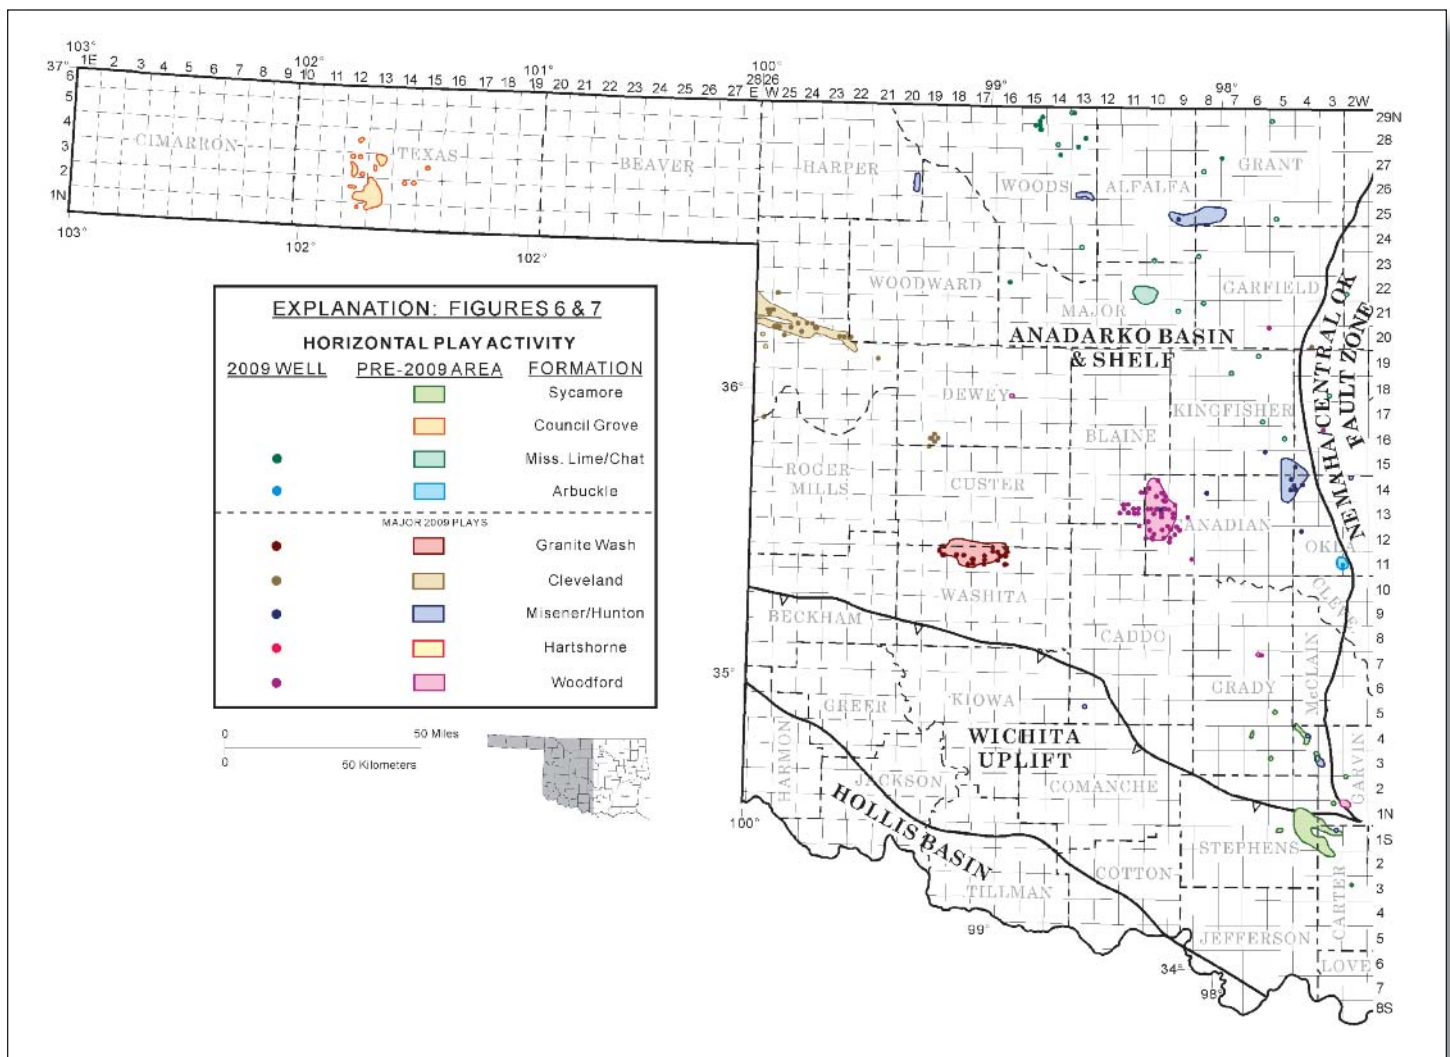 103°
37°
1E 2 3 4 5 6 7 8 9 10 11 12 13 14 15 16 17 18 19 20 21 22 23 24 25 26 27 28 26
102°
101°
100°
E W 25 24 23 22 21 20 19 18 17 16 15 14 13 12 11 10 9 8 7 6 5 4 3 2W
99°
98°
6
5
4
3
2
1N
CIMARRON
TEXAS
BEAVER
HARPER
WOODS
ALFALFA
GRANT
103°
102°
102°
29N
28
27
26
25
24
23
22
21
20
19
18
17
16
15
14
13
12
11
10
9
8
7
6
5
4
3
2
1N
1S
2
3
4
5
6
7
8S
WOODWARD
MAJOR
GARFIELD
ANADARKO BASIN
& SHELF
NEMAHA/CENTRAL OK
FAULT ZONE
36°
DEWEY
BLAINE
KINGFISHER
ROGER
MILLS
CUSTER
ANADIAN
OKLA
CLEV'S
WASHITA
BECKHAM
CADDO
McCLAIN
35°
GREER
KIOWA
GRADY
HARMON
WICHITA
UPLIFT
JACKSON
COMANCHE
GARVIN
100°
HOLLIS BASIN
STEPHENS
COTTON
TILLMAN
CARTER
JEFFERSON
LOVE
99°
34°
98°
EXPLANATION: FIGURES 6 & 7
HORIZONTAL PLAY ACTIVITY
2009 WELL PRE-2009 AREA FORMATION
Sycamore
Council Grove
Miss. Lime/Chat
Arbuckle
MAJOR 2009 PLAYS
Granite Wash
Cleveland
Misener/Hunton
Hartshorne
Woodford
0 50 Miles
0 50 Kilometers